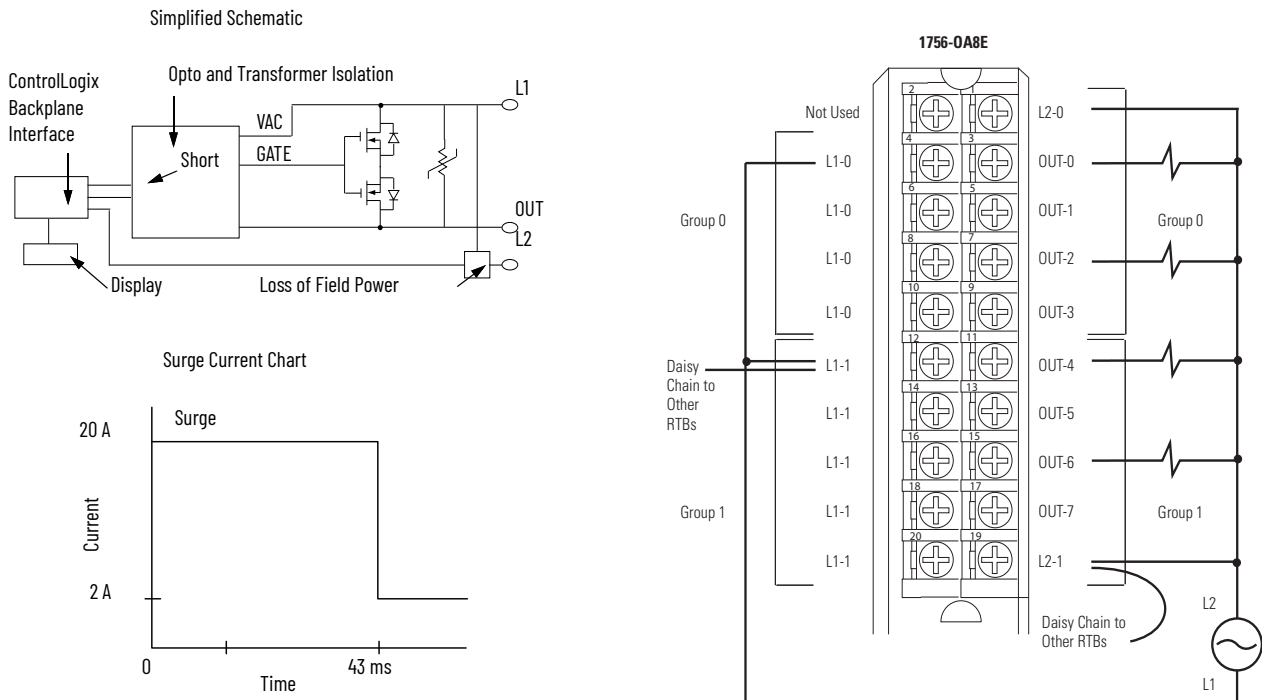 Simplified Schematic
ControlLogix
Backplane
Interface
Opto and Transformer Isolation
Short
VAC
GATE
L1
OUT
L2
Display
Loss of Field Power
Surge Current Chart
20 A
Surge
Current
2 A
0
43 ms
Time
1756-OA8E
Not Used
2
1
L2-0
L1-0
4
3
OUT-0
L1-0
6
5
OUT-1
L1-0
8
7
OUT-2
L1-0
10
9
OUT-3
Group 0
Group 0
L1-1
12
11
OUT-4
Daisy
Chain to
Other
RTBs
L1-1
14
13
OUT-5
L1-1
16
15
OUT-6
L1-1
18
17
OUT-7
Group 1
Group 1
L1-1
20
19
L2-1
Daisy Chain to
Other RTBs
L2
L1